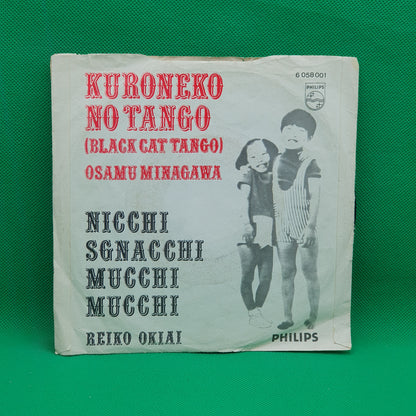 KURONEKO
NO TANGO
(BLACK CAT TANGO)
OSAMU MINAGAWA
6 058 001
PHILIPS
NICCHI
SGNACCHI
MUCCHI
MUCCHI
REIKO OKIAI
PHILIPS